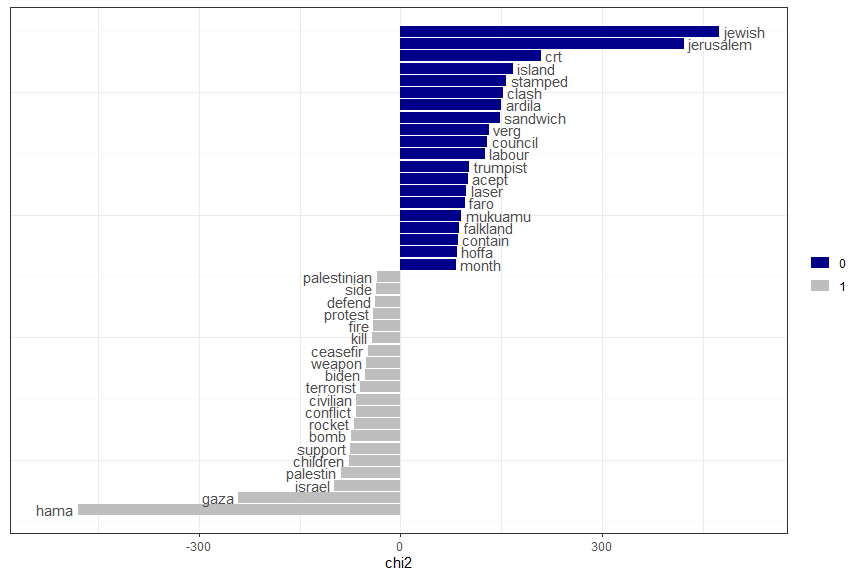 jewish
jerusalem
crt
island
stamped
clash
ardila
sandwich
verg
council
labour
trumpist
acept
laser
faro
mukuamu
falkland
contain
hoffa
month
palestinian
side
defend
protest
fire
kill
ceasefir
weapon
biden
terrorist
civilian
conflict
rocket
bomb
support
children
palestin
israel
gaza
hama
0
1
-300 0 300
chi2